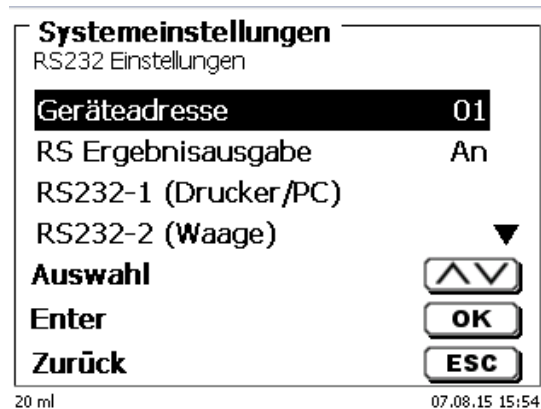 Systemeinstellungen
RS232 Einstellungen
Geräteadresse 01
RS Ergebnisausgabe An
RS232-1 (Drucker/PC)
RS232-2 (Waage)
Auswahl
Enter OK
Zurück ESC
20 ml 07.08.15 15:54